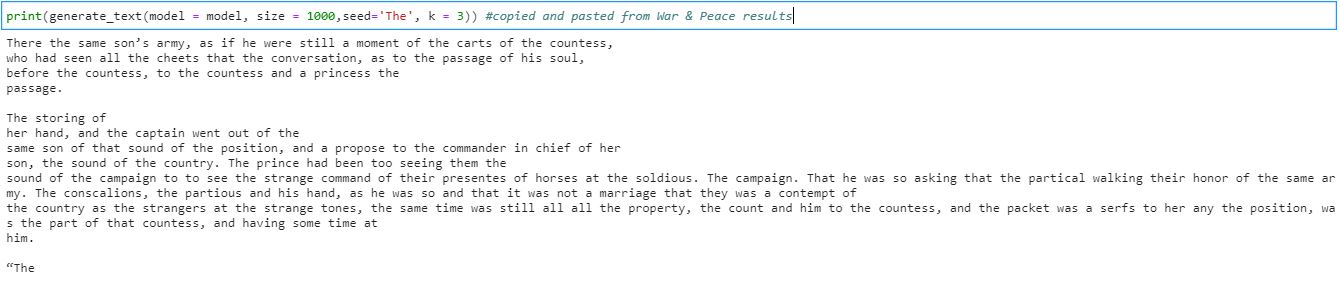 print(generate_text(model = model, size = 1000,seed='The', k = 3)) #copied and pasted from War & Peace results
There the same son’s army, as if he were still a moment of the carts of the countess,
who had seen all the cheets that the conversation, as to the passage of his soul,
before the countess, to the countess and a princess the
passage.
The storing of
her hand, and the captain went out of the
same son of that sound of the position, and a propose to the commander in chief of her
son, the sound of the country. The prince had been too seeing them the
sound of the campaign to to see the strange command of their presentes of horses at the soldious. The campaign. That he was so asking that the partical walking their honor of the same ar
my. The conscalions, the partious and his hand, as he was so and that it was not a marriage that they was a contempt of
the country as the strangers at the strange tones, the same time was still all all the property, the count and him to the countess, and the packet was a serfs to her any the position, wa
s the part of that countess, and having some time at
him.
“The